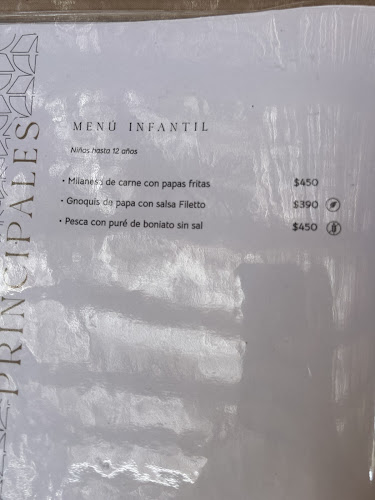 PRINCIPALES
MENÚ INFANTIL
Niños hasta 12 años
• Milanesa de carne con papas fritas $450
• Gnoquis de papa con salsa Filetto $390
• Pesca con puré de boniato sin sal $450